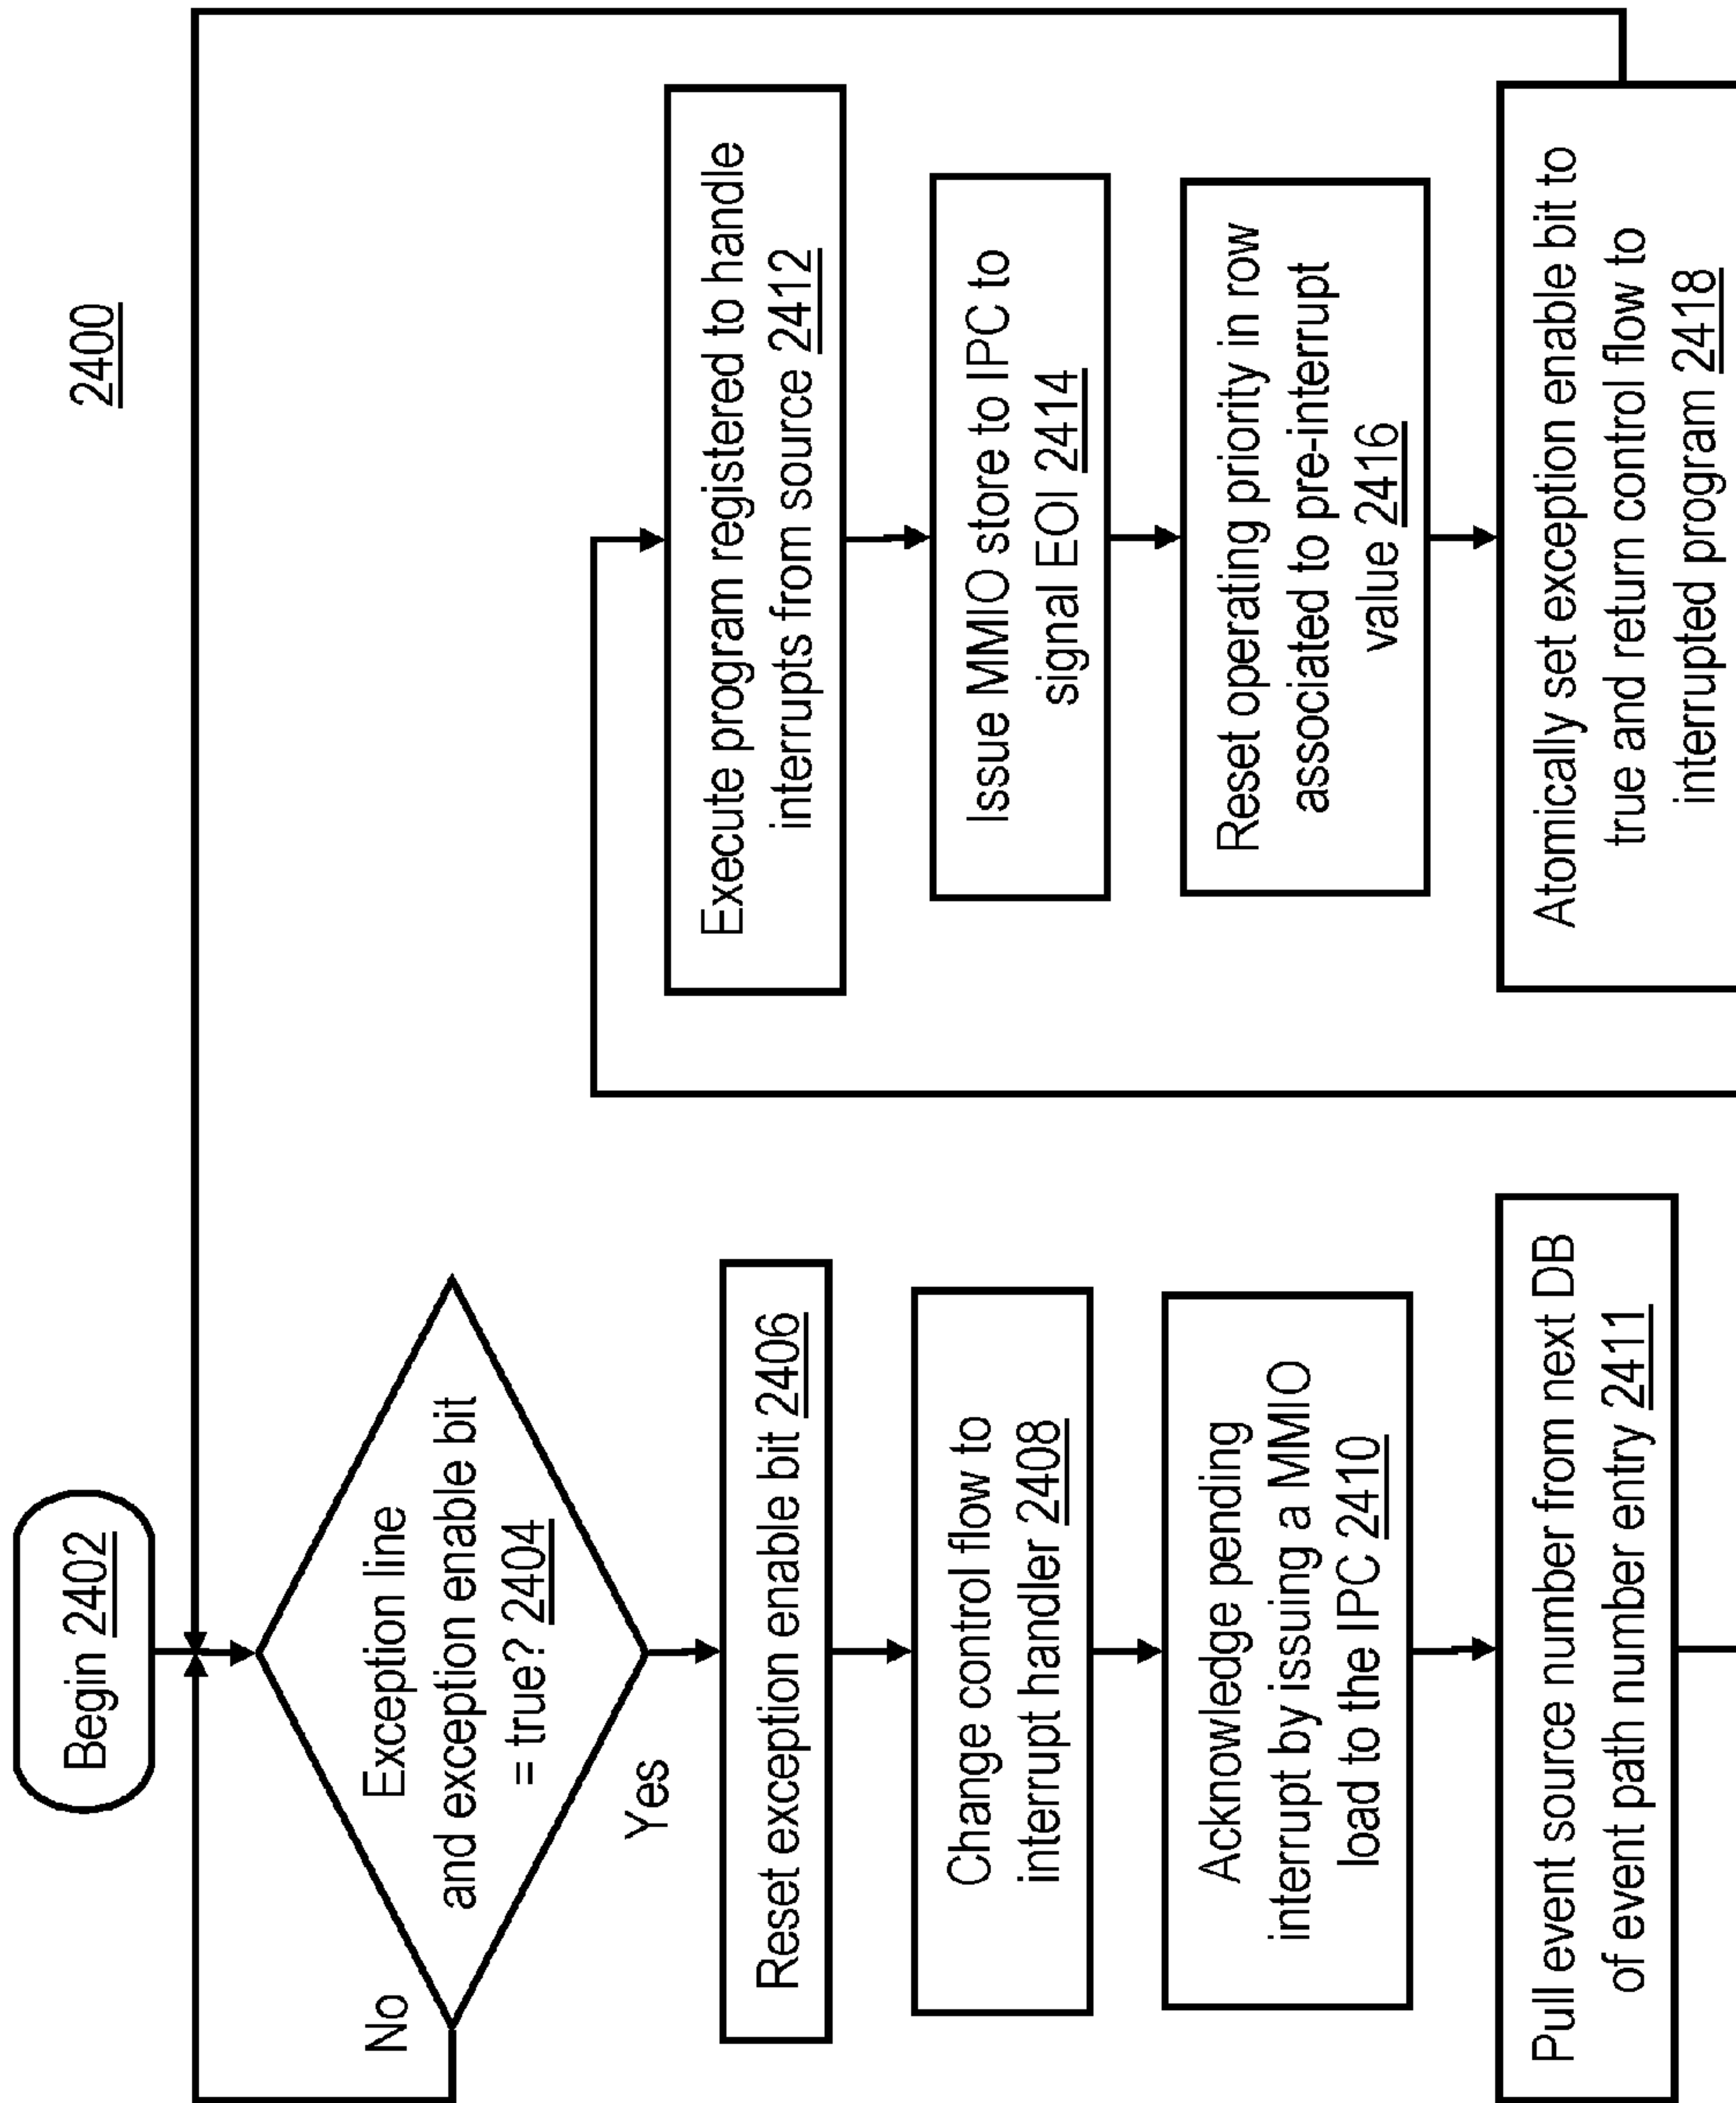 2400
Begin 2402
Exception line
and exception enable bit
= true? 2404
No
Yes
Reset exception enable bit 2406
Change control flow to
interrupt handler 2408
Acknowledge pending
interrupt by issuing a MMIO
load to the IPC 2410
Pull event source number from next DB
of event path number entry 2411
Execute program registered to handle
interrupts from source 2412
Issue MMIO store to IPC to
signal EOI 2414
Reset operating priority in row
associated to pre-interrupt
value 2416
Atomically set exception enable bit to
true and return control flow to
interrupted program 2418